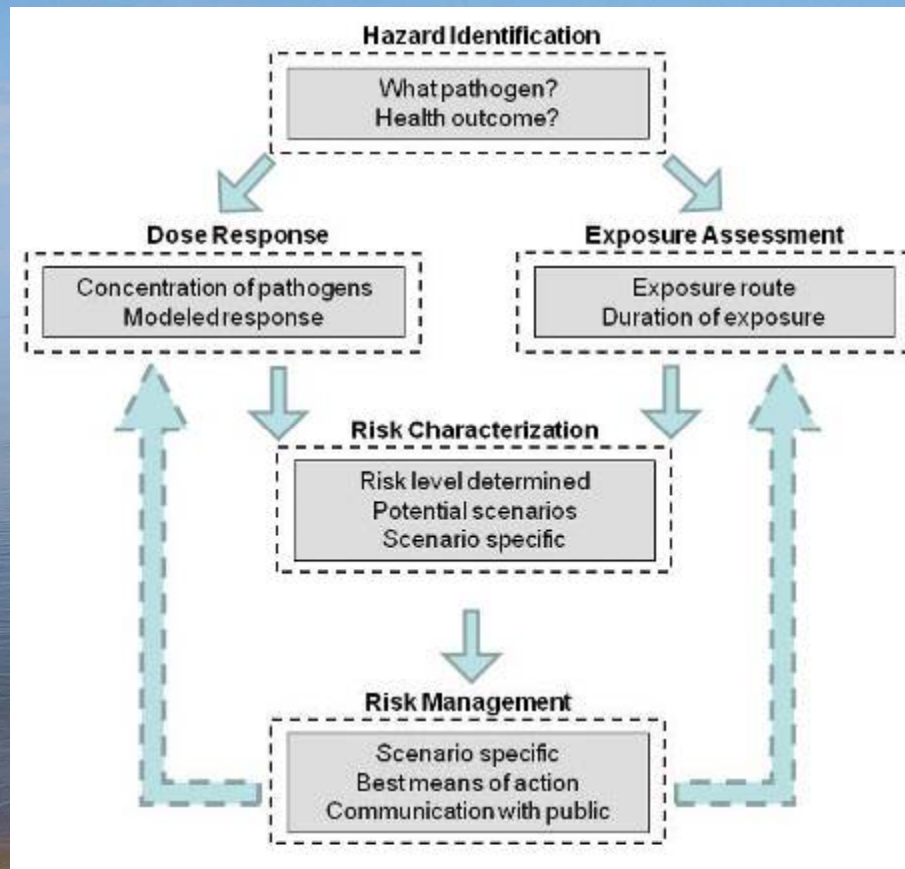 Hazard Identification
What pathogen?
Health outcome?
Dose Response
Concentration of pathogens
Modeled response
Exposure Assessment
Exposure route
Duration of exposure
Risk Characterization
Risk level determined
Potential scenarios
Scenario specific
Risk Management
Scenario specific
Best means of action
Communication with public